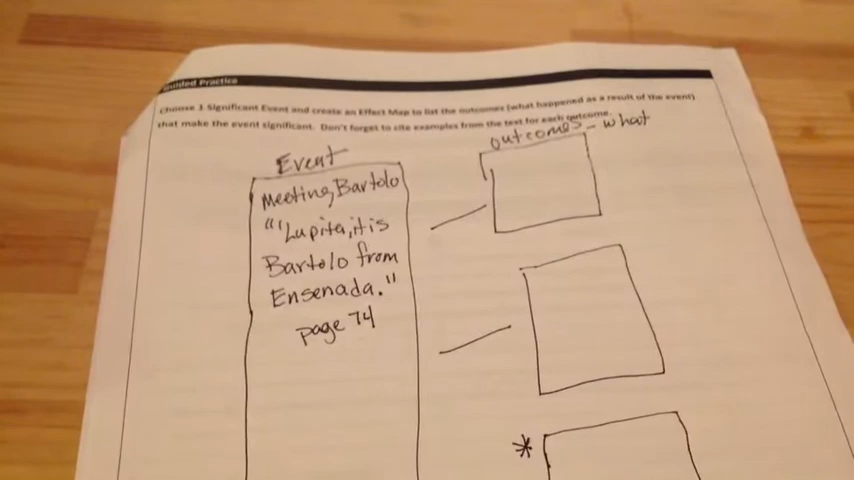 Guided Practice
Choose 1 Significant Event and create an Effect Map to list the outcomes (what happened as a result of the event)
that make the event significant. Don't forget to cite examples from the text for each outcome.
outcomes - what
Event
Meeting Bartolo
"'Lupita, it is
Bartolo from
Ensenada."
page 74
*